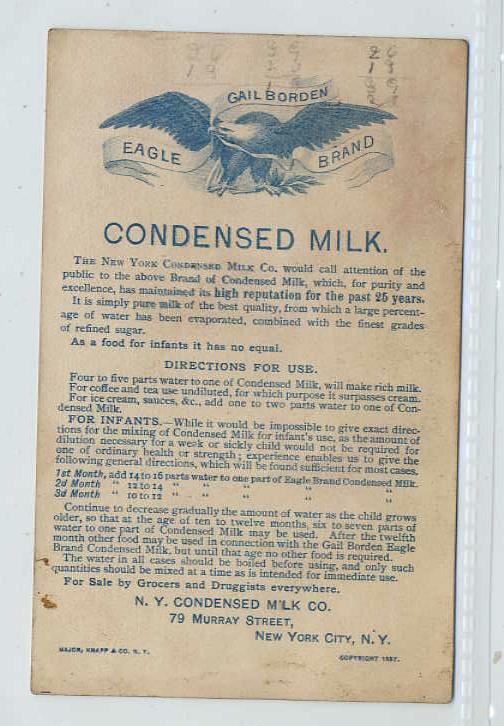 GAIL BORDEN
EAGLE BRAND
CONDENSED MILK.
THE NEW YORK CONDENSED MILK CO. would call attention of the
public to the above Brand of Condensed Milk, which, for purity and
excellence, has maintained its high reputation for the past 25 years.
It is simply pure milk of the best quality, from which a large percent-
age of water has been evaporated, combined with the finest grades
of refined sugar.
As a food for infants it has no equal.
DIRECTIONS FOR USE.
Four to five parts water to one of Condensed Milk, will make rich milk.
For coffee and tea use undiluted, for which purpose it surpasses cream.
For ice cream, sauces, &c., add one to two parts water to one of Con-
densed Milk.
FOR INFANTS.—While it would be impossible to give exact direc-
tions for the mixing of Condensed Milk for infant's use, as the amount of
dilution necessary for a week or sickly child would not be required for
one of ordinary health or strength; experience enables us to give the
following general directions, which will be found sufficient for most cases.
1st Month, add 14 to 16 parts water to one part of Eagle Brand Condensed Milk.
2d Month " 12 to 14 " " " " "
3d Month " 10 to 12 " " " " "
Continue to decrease gradually the amount of water as the child grows
older, so that at the age of ten to twelve months, six to seven parts of
water to one part of Condensed Milk may be used. After the twelfth
month other food may be used in connection with the Gail Borden Eagle
Brand Condensed Milk, but until that age no other food is required.
The water in all cases should be boiled before using, and only such
quantities should be mixed at a time as is intended for immediate use.
For Sale by Grocers and Druggists everywhere.
N. Y. CONDENSED MILK CO.
79 MURRAY STREET,
NEW YORK CITY, N. Y.
MAJOR, KNAPP & CO. N. Y.
COPYRIGHT 1887.